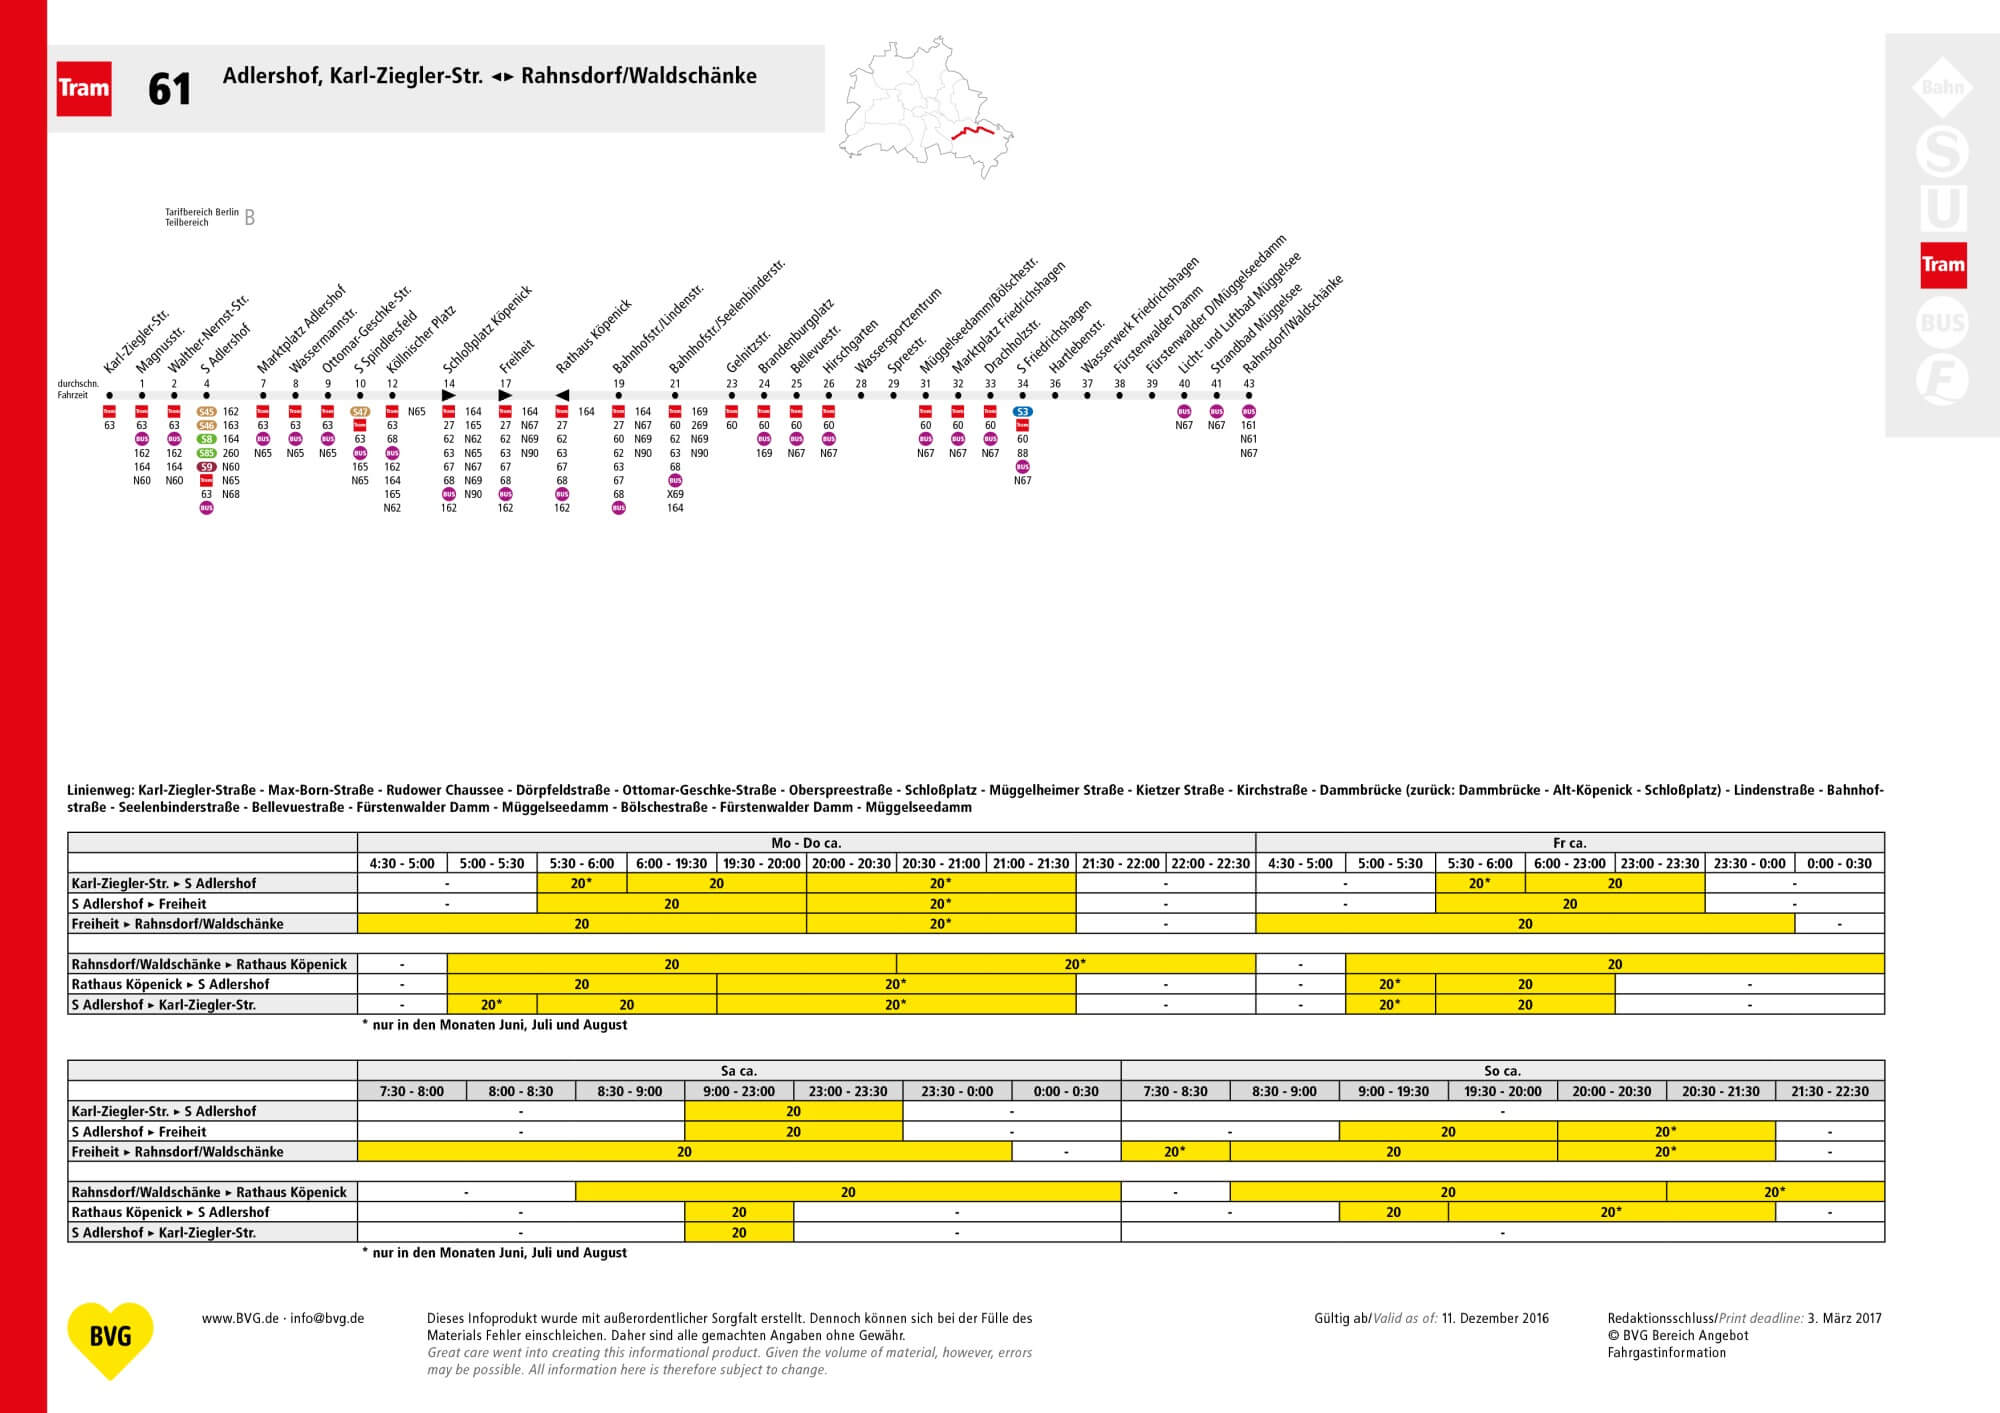 Tram
61
Adlershof, Karl-Ziegler-Str. ◄► Rahnsdorf/Waldschänke
Bahn
S
U
Tram
BUS
F
Tarifbereich Berlin
Teilbereich
B
Karl-Ziegler-Str.
Magnusstr.
Walther-Nernst-Str.
S Adlershof
Marktplatz Adlershof
Wassermannstr.
Ottomar-Geschke-Str.
S Spindlersfeld
Köllnischer Platz
Schloßplatz Köpenick
Freiheit
Rathaus Köpenick
Bahnhofstr./Lindenstr.
Bahnhofstr./Seelenbinderstr.
Gelnitzstr.
Brandenburgplatz
Bellevuestr.
Hirschgarten
Wassersportzentrum
Spreestr.
Müggelseedamm/Bölschestr.
Marktplatz Friedrichshagen
Drachholzstr.
S Friedrichshagen
Hartlebenstr.
Wasserwerk Friedrichshagen
Fürstenwalder Damm
Fürstenwalder D/Müggelseedamm
Licht- und Luftbad Müggelsee
Strandbad Müggelsee
Rahnsdorf/Waldschänke
durchschn. 1 2 4 7 8 9 10 12 14 17 19 21 23 24 25 26 28 29 31 32 33 34 36 37 38 39 40 41 43
Fahrzeit
Tram Tram Tram S45 162 Tram Tram Tram S47 Tram N65 Tram 164 Tram 164 Tram 164 Tram 164 Tram 169 Tram Tram Tram Tram Tram Tram Tram S3 BUS BUS BUS
63 63 63 S46 163 63 63 63 Tram 63 27 165 27 N67 27 27 N67 60 269 60 60 60 60 60 60 60 Tram N67 N67 161
BUS BUS S8 164 BUS BUS BUS 63 68 62 N62 62 N69 62 60 N69 62 N69 BUS BUS BUS BUS BUS BUS 60 N61
162 162 S85 260 N65 N65 N65 BUS BUS 63 N65 63 N90 63 62 N90 63 N90 169 N67 N67 N67 N67 N67 88 N67
164 164 S9 N60 165 162 67 N67 67 67 63 68 BUS
N60 N60 Tram N65 N65 164 68 N69 68 68 67 BUS N67
63 N68 165 BUS N90 BUS BUS 68 X69
BUS N62 162 162 162 BUS 164
Linienweg: Karl-Ziegler-Straße - Max-Born-Straße - Rudower Chaussee - Dörpfeldstraße - Ottomar-Geschke-Straße - Oberspreestraße - Schloßplatz - Müggelheimer Straße - Kietzer Straße - Kirchstraße - Dammbrücke (zurück: Dammbrücke - Alt-Köpenick - Schloßplatz) - Lindenstraße - Bahnhof-
straße - Seelenbinderstraße - Bellevuestraße - Fürstenwalder Damm - Müggelseedamm - Bölschestraße - Fürstenwalder Damm - Müggelseedamm
Mo - Do ca. Fr ca.
4:30 - 5:00 5:00 - 5:30 5:30 - 6:00 6:00 - 19:30 19:30 - 20:00 20:00 - 20:30 20:30 - 21:00 21:00 - 21:30 21:30 - 22:00 22:00 - 22:30 4:30 - 5:00 5:00 - 5:30 5:30 - 6:00 6:00 - 23:00 23:00 - 23:30 23:30 - 0:00 0:00 - 0:30
Karl-Ziegler-Str. ► S Adlershof - 20* 20 20* - - 20* 20 -
S Adlershof ► Freiheit - 20 20* - - 20 -
Freiheit ► Rahnsdorf/Waldschänke 20 20* - 20 -
Rahnsdorf/Waldschänke ► Rathaus Köpenick - 20 20* - 20
Rathaus Köpenick ► S Adlershof - 20 20* - - 20* 20 -
S Adlershof ► Karl-Ziegler-Str. - 20* 20 20* - - 20* 20 -
* nur in den Monaten Juni, Juli und August
Sa ca. So ca.
7:30 - 8:00 8:00 - 8:30 8:30 - 9:00 9:00 - 23:00 23:00 - 23:30 23:30 - 0:00 0:00 - 0:30 7:30 - 8:30 8:30 - 9:00 9:00 - 19:30 19:30 - 20:00 20:00 - 20:30 20:30 - 21:30 21:30 - 22:30
Karl-Ziegler-Str. ► S Adlershof - 20 - -
S Adlershof ► Freiheit - 20 - - 20 20* -
Freiheit ► Rahnsdorf/Waldschänke 20 - 20* 20 20* -
Rahnsdorf/Waldschänke ► Rathaus Köpenick - 20 - 20 20*
Rathaus Köpenick ► S Adlershof - 20 - - 20 20* -
S Adlershof ► Karl-Ziegler-Str. - 20 - -
* nur in den Monaten Juni, Juli und August
BVG
www.BVG.de · info@bvg.de
Dieses Infoprodukt wurde mit außerordentlicher Sorgfalt erstellt. Dennoch können sich bei der Fülle des
Materials Fehler einschleichen. Daher sind alle gemachten Angaben ohne Gewähr.
Great care went into creating this informational product. Given the volume of material, however, errors
may be possible. All information here is therefore subject to change.
Gültig ab/Valid as of: 11. Dezember 2016
Redaktionsschluss/Print deadline: 3. März 2017
© BVG Bereich Angebot
Fahrgastinformation